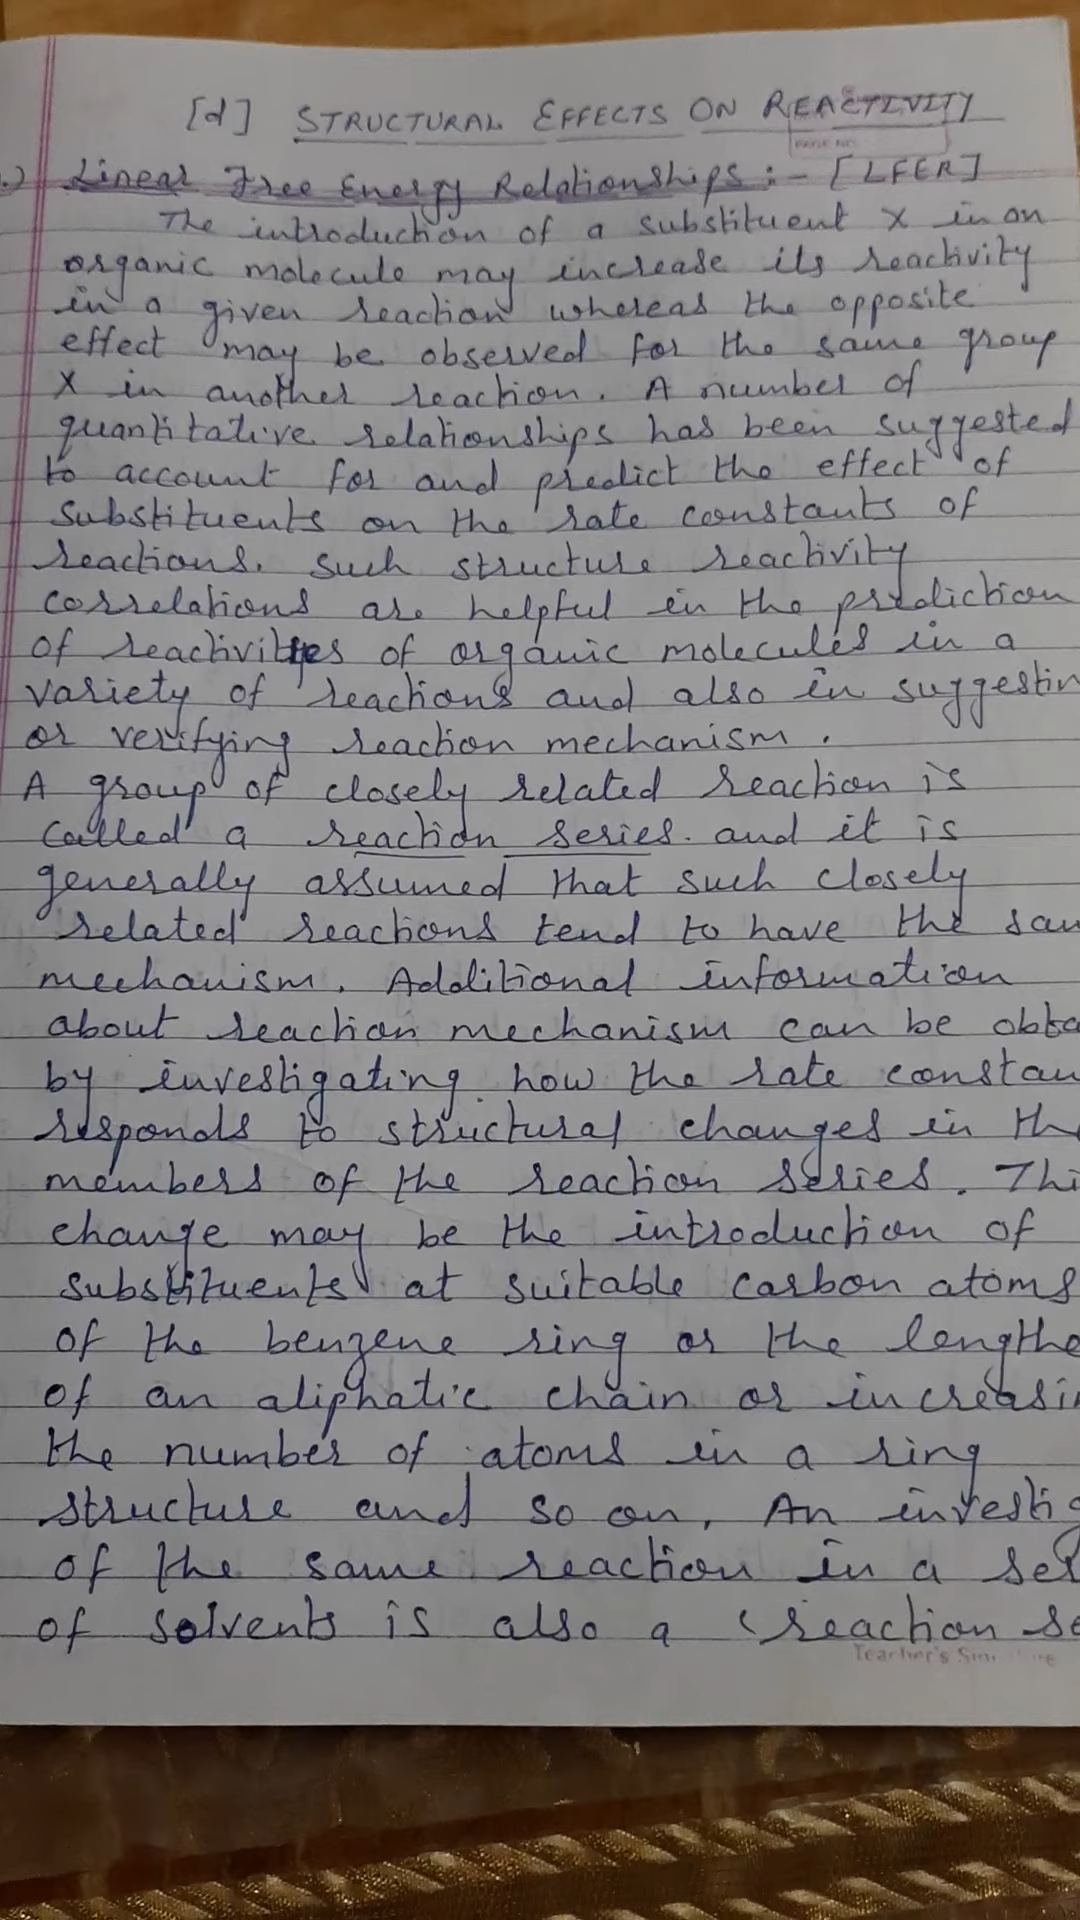 [d] STRUCTURAL EFFECTS ON REACTIVITY
PAGE NO.
.) Linear Free Energy Relationships :- [LFER]
The introduction of a substituent X in an
organic molecule may increase its reactivity
in a given reaction whereas the opposite
effect may be observed for the same group
X in another reaction. A number of
quantitative relationships has been suggested
to account for and predict the effect of
substituents on the rate constants of
reactions. Such structure reactivity
correlations are helpful in the prediction
of reactivities of organic molecules in a
variety of reactions and also in suggestin
or verifying reaction mechanism.
A group of closely related reaction is
called a reaction series. and it is
generally assumed that such closely
related reactions tend to have the sam
mechanism. Additional information
about reaction mechanism can be obta
by investigating how the rate constan
responds to structural changes in th
members of the reaction series. Thi
change may be the introduction of
substituents at suitable carbon atoms
of the benzene ring or the lengthe
of an aliphatic chain or increasin
the number of atoms in a ring
structure and so on. An investig
of the same reaction in a ser
of solvents is also a (reaction se
Teacher's